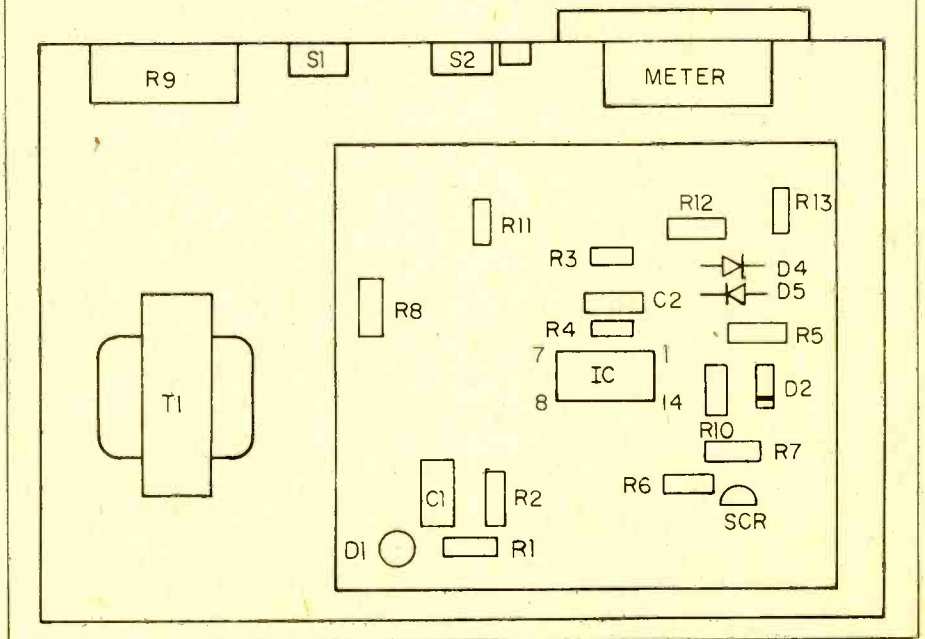 R9
S1
S2
METER
R12
R13
R11
R3
D4
D5
C2
R8
R4
R5
7
1
IC
D2
T1
8
14
R10
R7
R6
C1
R2
SCR
D1
R1